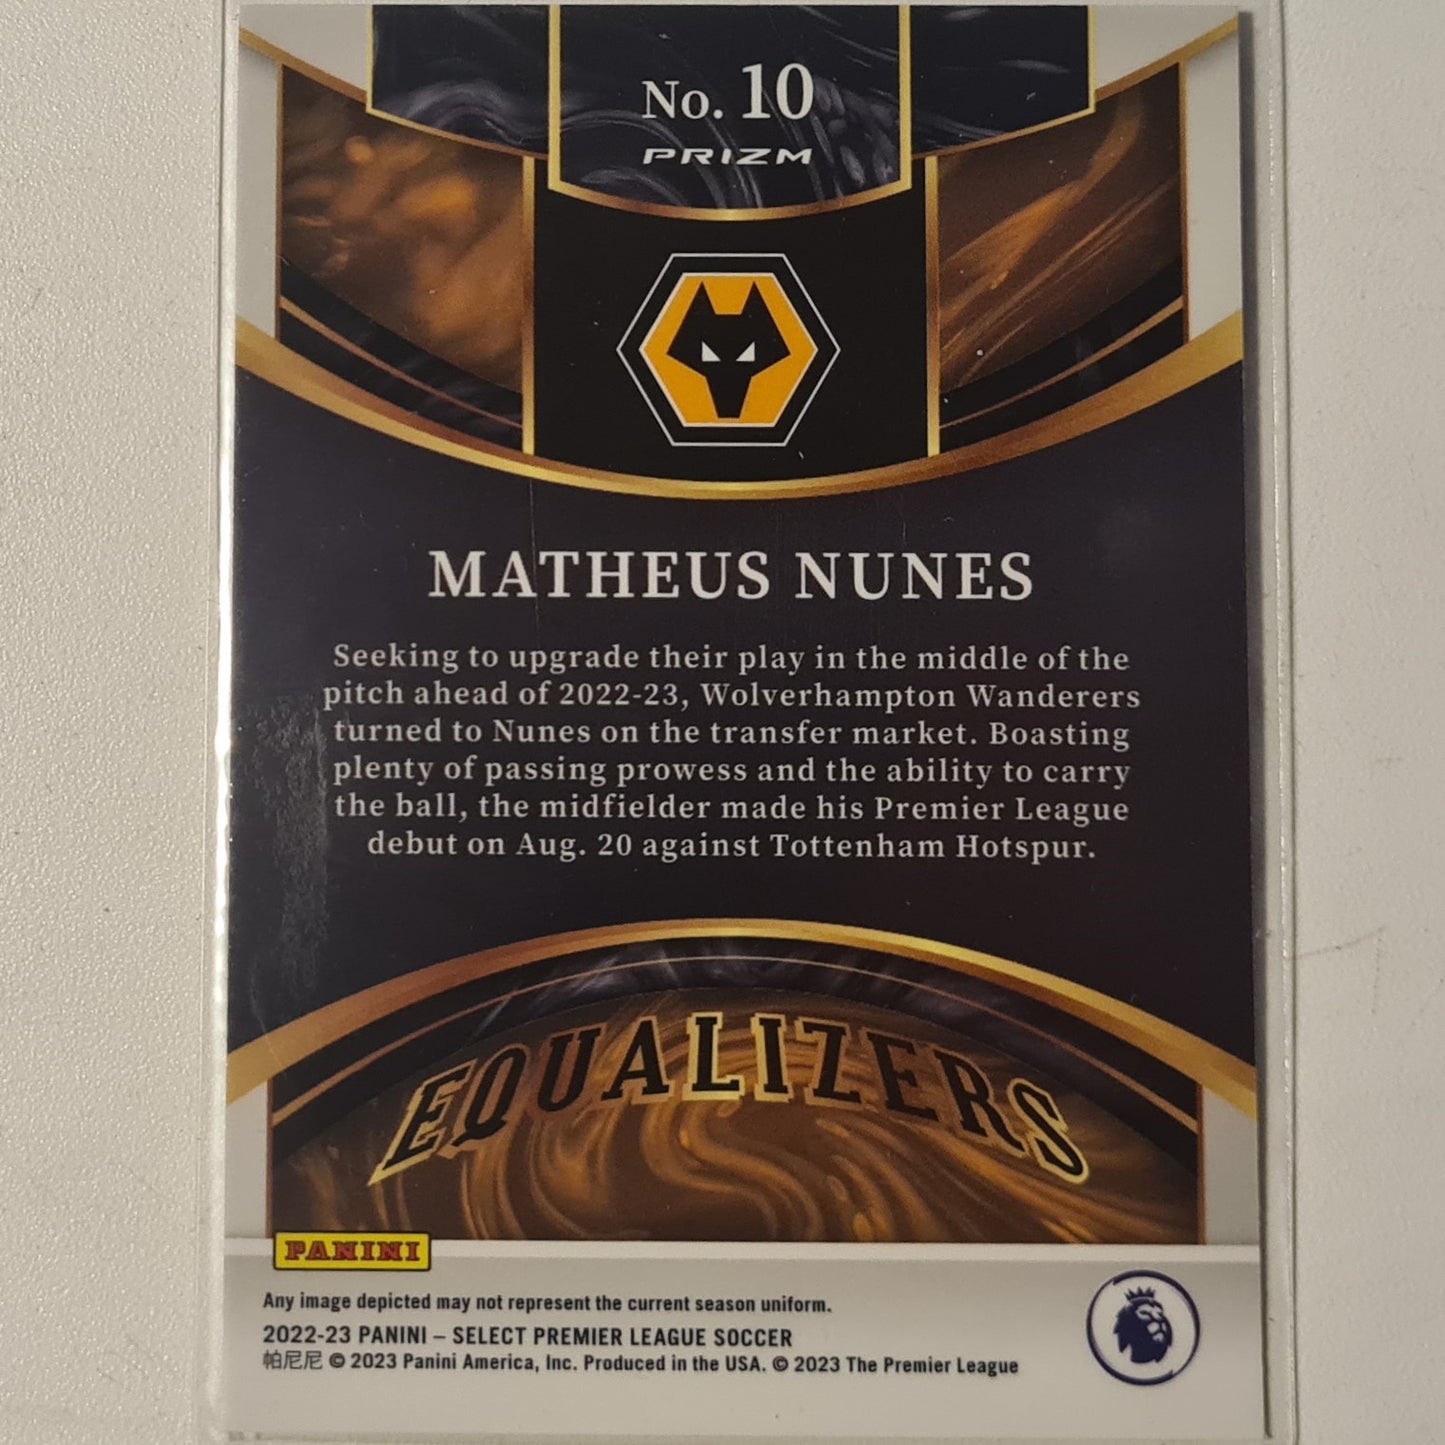 No. 10
PRIZM
MATHEUS NUNES
Seeking to upgrade their play in the middle of the
pitch ahead of 2022-23, Wolverhampton Wanderers
turned to Nunes on the transfer market. Boasting
plenty of passing prowess and the ability to carry
the ball, the midfielder made his Premier League
debut on Aug. 20 against Tottenham Hotspur.
EQUALIZERS
PANINI
Any image depicted may not represent the current season uniform.
2022-23 PANINI – SELECT PREMIER LEAGUE SOCCER
帕尼尼 © 2023 Panini America, Inc. Produced in the USA. © 2023 The Premier League